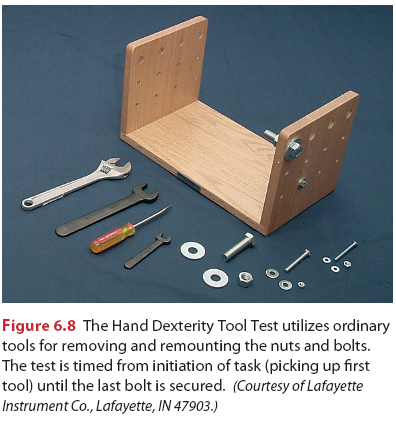 Figure 6.8 The Hand Dexterity Tool Test utilizes ordinary
tools for removing and remounting the nuts and bolts.
The test is timed from initiation of task (picking up first
tool) until the last bolt is secured. (Courtesy of Lafayette
Instrument Co., Lafayette, IN 47903.)